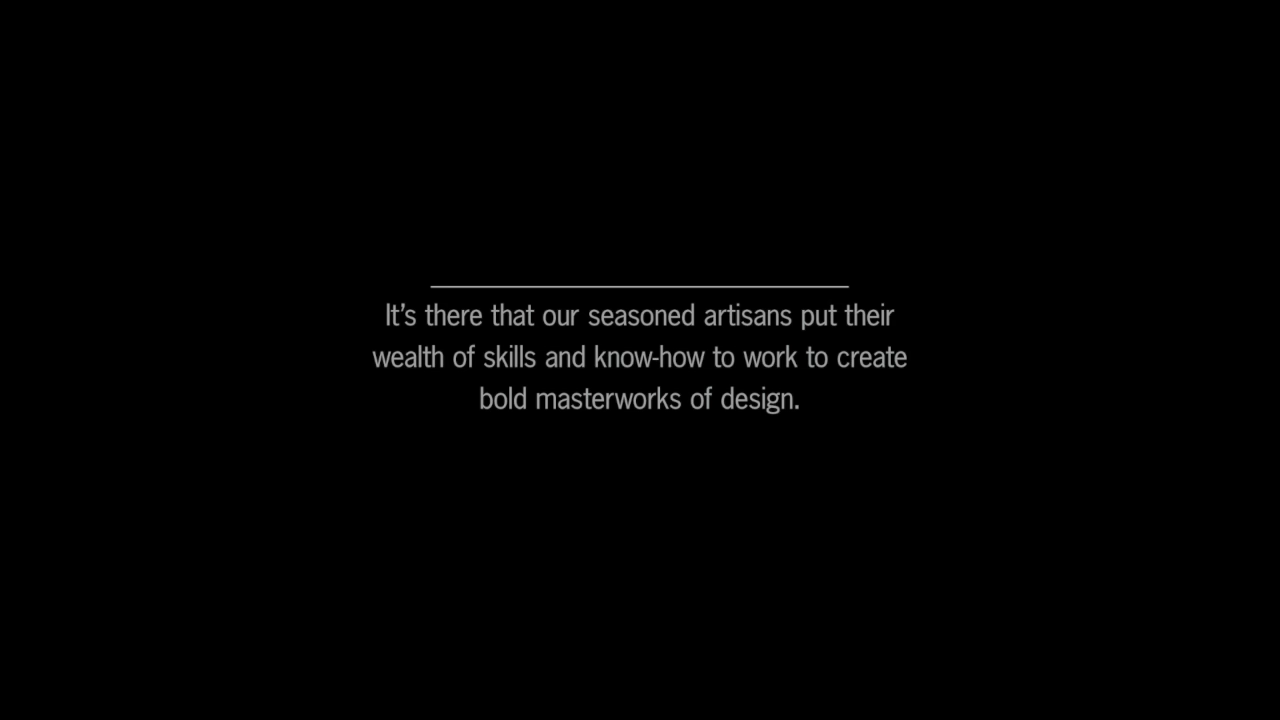 It’s there that our seasoned artisans put their
wealth of skills and know-how to work to create
bold masterworks of design.